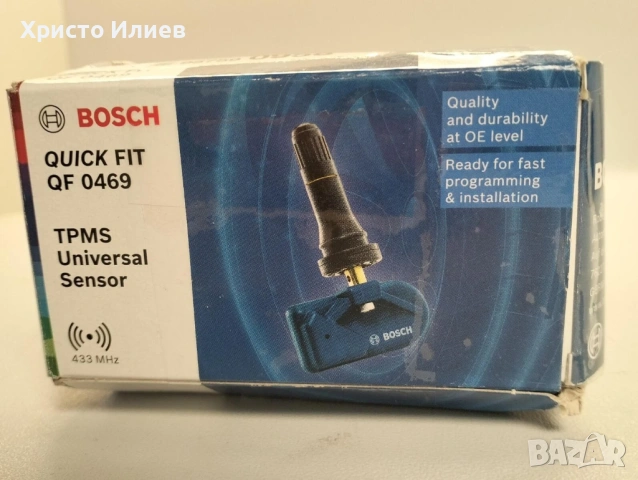 Христо Илиев
BOSCH
QUICK FIT
QF 0469
TPMS
Universal
Sensor
433 MHz
Quality
and durability
at OE level
Ready for fast
programming
& installation
BOSCH
BAZAR